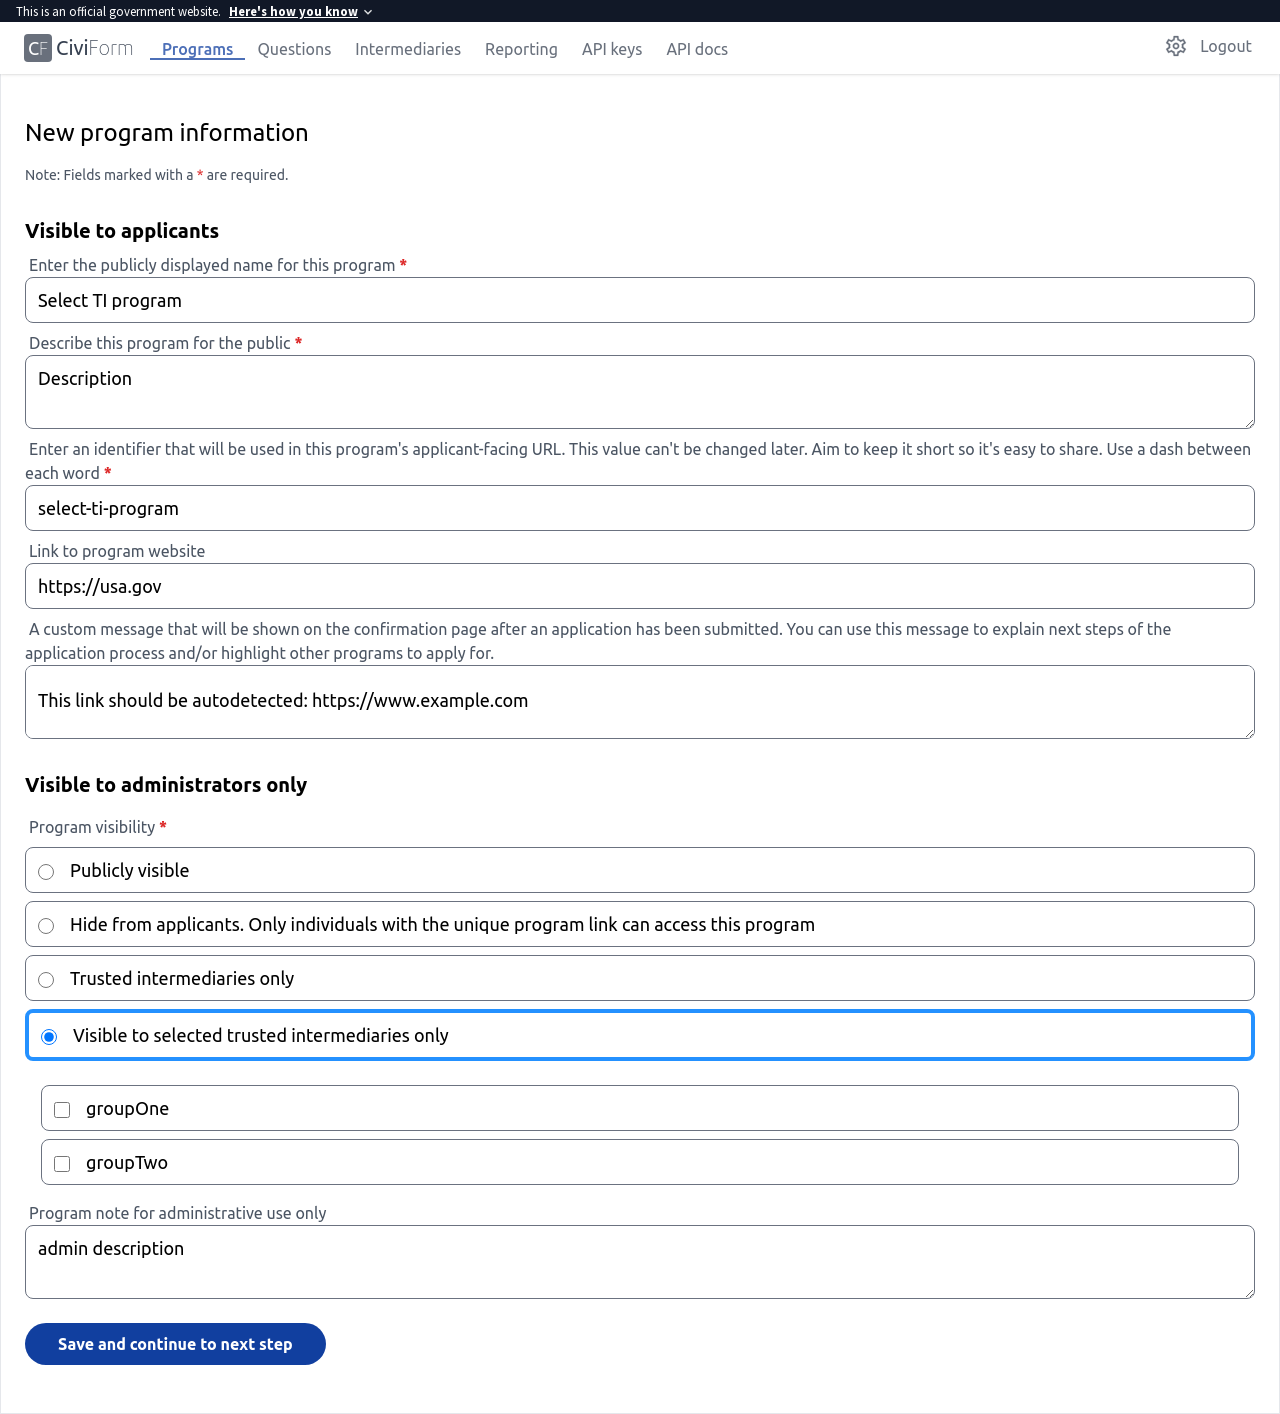 This is an official government website. Here's how you know
CF CiviForm Programs Questions Intermediaries Reporting API keys API docs Logout
New program information
Note: Fields marked with a * are required.
Visible to applicants
Enter the publicly displayed name for this program *
Select TI program
Describe this program for the public *
Description
Enter an identifier that will be used in this program's applicant-facing URL. This value can't be changed later. Aim to keep it short so it's easy to share. Use a dash between
each word *
select-ti-program
Link to program website
https://usa.gov
A custom message that will be shown on the confirmation page after an application has been submitted. You can use this message to explain next steps of the
application process and/or highlight other programs to apply for.
This link should be autodetected: https://www.example.com
Visible to administrators only
Program visibility *
Publicly visible
Hide from applicants. Only individuals with the unique program link can access this program
Trusted intermediaries only
Visible to selected trusted intermediaries only
groupOne
groupTwo
Program note for administrative use only
admin description
Save and continue to next step